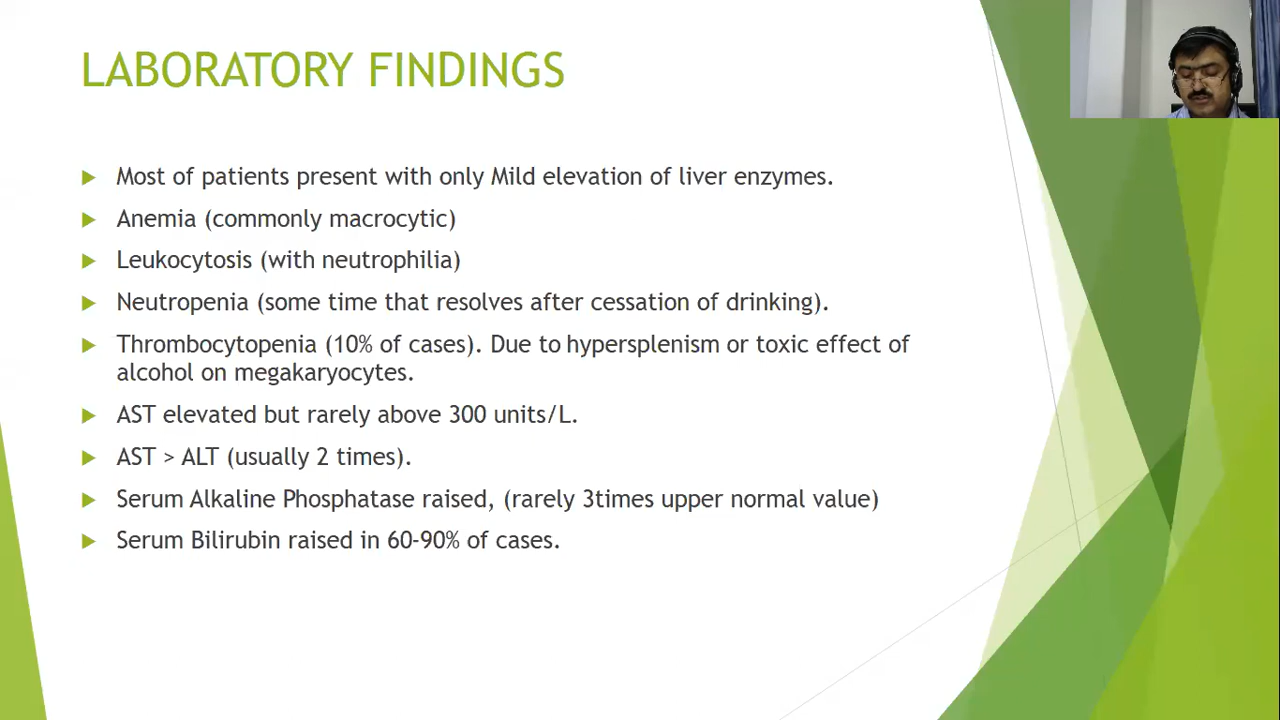 LABORATORY FINDINGS
Most of patients present with only Mild elevation of liver enzymes.
Anemia (commonly macrocytic)
Leukocytosis (with neutrophilia)
Neutropenia (some time that resolves after cessation of drinking).
Thrombocytopenia (10% of cases). Due to hypersplenism or toxic effect of
alcohol on megakaryocytes.
AST elevated but rarely above 300 units/L.
AST > ALT (usually 2 times).
Serum Alkaline Phosphatase raised, (rarely 3times upper normal value)
Serum Bilirubin raised in 60-90% of cases.